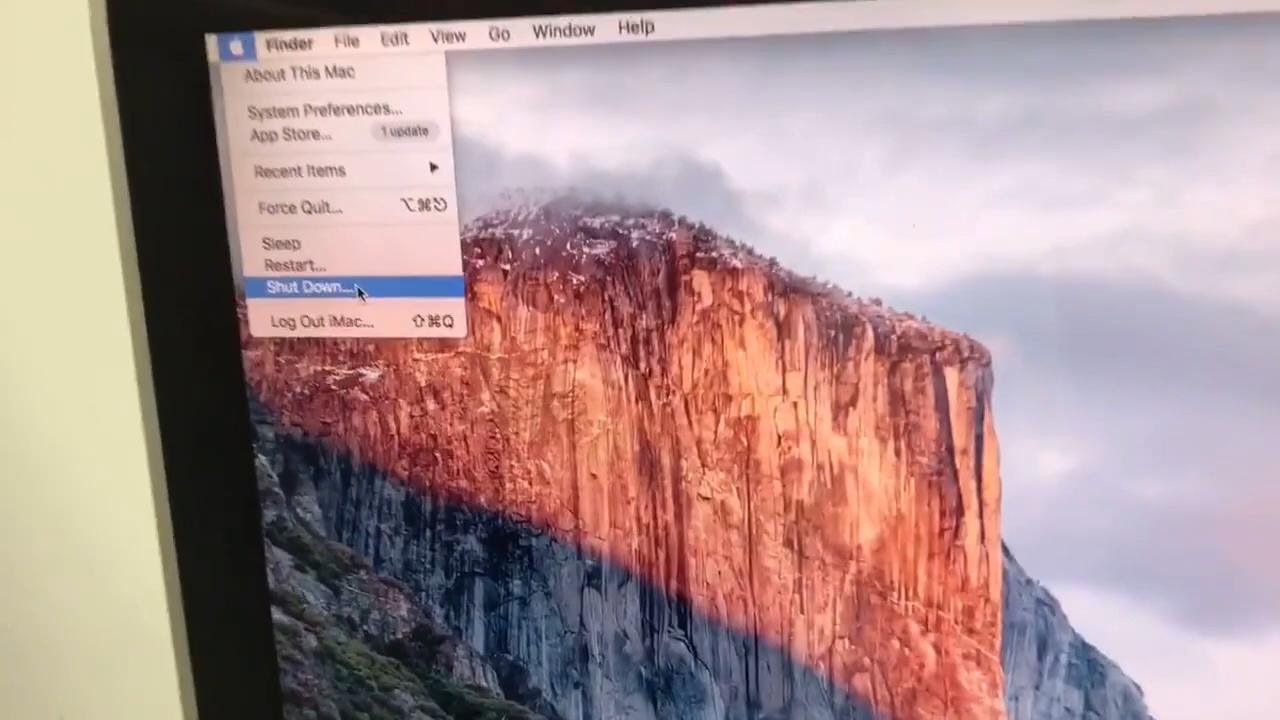 Finder File Edit View Go Window Help
About This Mac
System Preferences...
App Store... 1 update
Recent Items
Force Quit... ⌥⌘⎋
Sleep
Restart...
Shut Down...
Log Out iMac... ⇧⌘Q